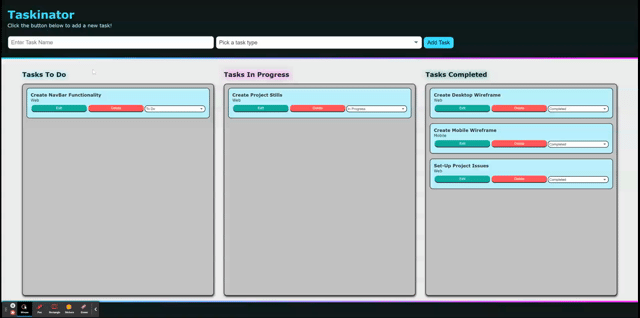 Taskinator
Click the button below to add a new task!
Enter Task Name
Pick a task type
Add Task
Tasks To Do
Tasks In Progress
Tasks Completed
Create NavBar Functionality
Web
Edit
Delete
To Do
Create Project Skills
Web
Edit
Delete
In Progress
Create Desktop Wireframe
Web
Edit
Delete
Completed
Create Mobile Wireframe
Mobile
Edit
Delete
Completed
Set-Up Project Issues
Web
Edit
Delete
Completed